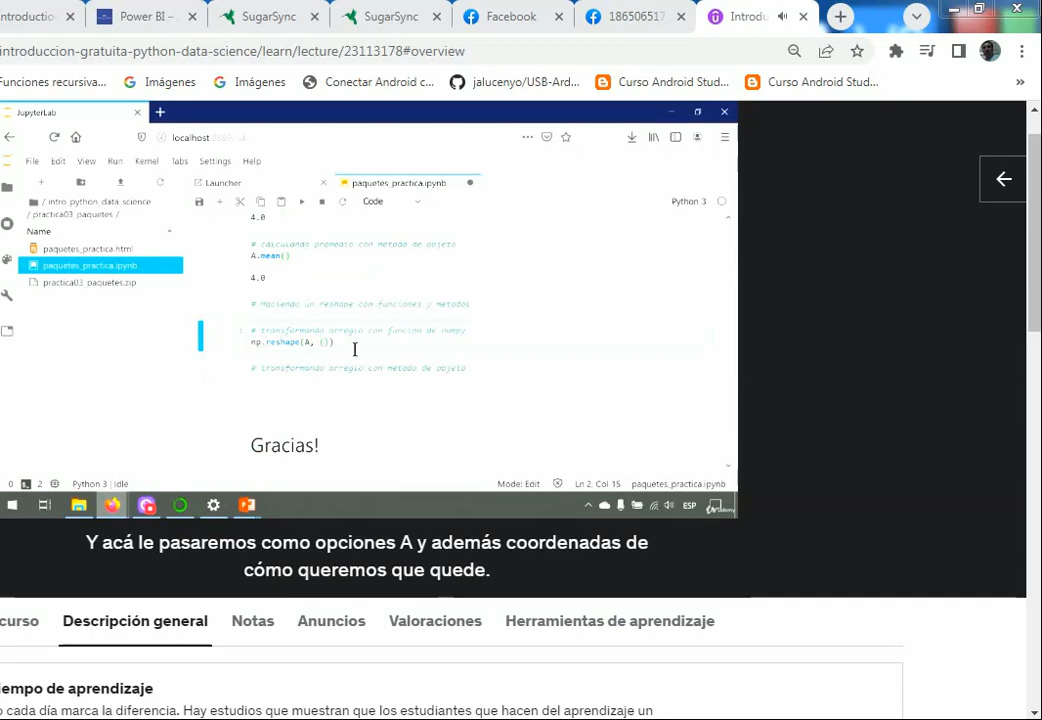 Introducción
Power BI –
SugarSync
SugarSync
Facebook
186506517
Introdu
introduccion-gratuita-python-data-science/learn/lecture/23113178#overview
Funciones recursiva...
Imágenes
Imágenes
Conectar Android c...
jalucenyo/USB-Ard...
Curso Android Stud...
Curso Android Stud...
»
JupyterLab
localhost
File Edit View Run Kernel Tabs Settings Help
Launcher
paquetes_practica.ipynb
Code
Python 3
/ intro_python_data_science
/ practica03_paquetes /
Name
paquetes_practica.html
paquetes_practica.ipynb
practica03_paquetes.zip
4.0
# calculando promedio con metodo de objeto
A.mean()
4.0
# Haciendo un reshape con funciones y metodos
# transformando arreglo con funcion de numpy
np.reshape(A, ())
# transformando arreglo con metodo de objeto
Gracias!
0 2 Python 3 | Idle
Mode: Edit
Ln 2, Col 15
paquetes_practica.ipynb
ESP
Udemy
Y acá le pasaremos como opciones A y además coordenadas de
cómo queremos que quede.
curso
Descripción general
Notas
Anuncios
Valoraciones
Herramientas de aprendizaje
iempo de aprendizaje
o cada día marca la diferencia. Hay estudios que muestran que los estudiantes que hacen del aprendizaje un